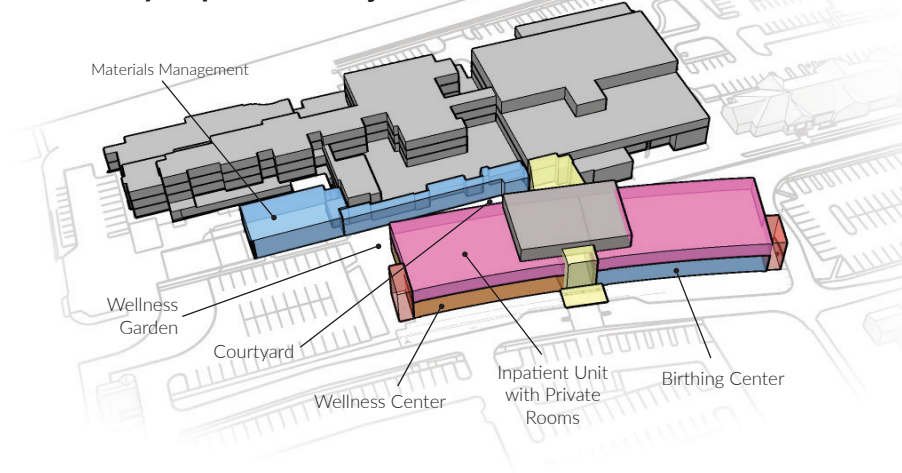 Materials Management
Wellness
Garden
Courtyard
Wellness Center
Inpatient Unit
with Private
Rooms
Birthing Center